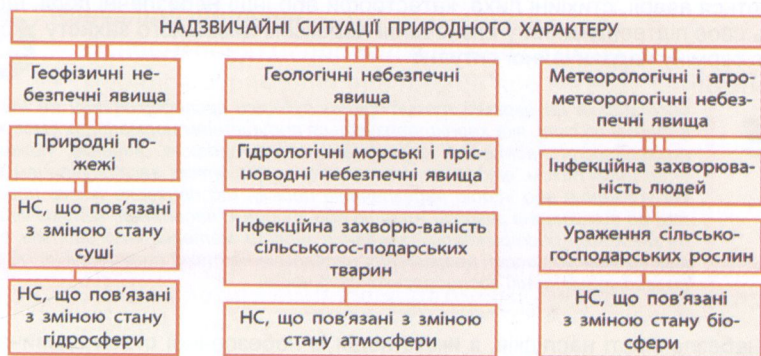 НАДЗВИЧАЙНІ СИТУАЦІЇ ПРИРОДНОГО ХАРАКТЕРУ
Геофізичні не-
безпечні явища
Природні по-
жежі
НС, що пов’язані
з зміною стану
суші
НС, що пов’язані
з зміною стану
гідросфери
Геологічні небезпечні
явища
Гідрологічні морські і пріс-
новодні небезпечні явища
Інфекційна захворю-ваність
сільськогос-подарських
тварин
НС, що пов’язані з зміною
стану атмосфери
Метеорологічні і агро-
метеорологічні небез-
печні явища
Інфекційна захворюва-
ність людей
Ураження сільсько-
господарських рослин
НС, що пов’язані
з зміною стану біо-
сфери